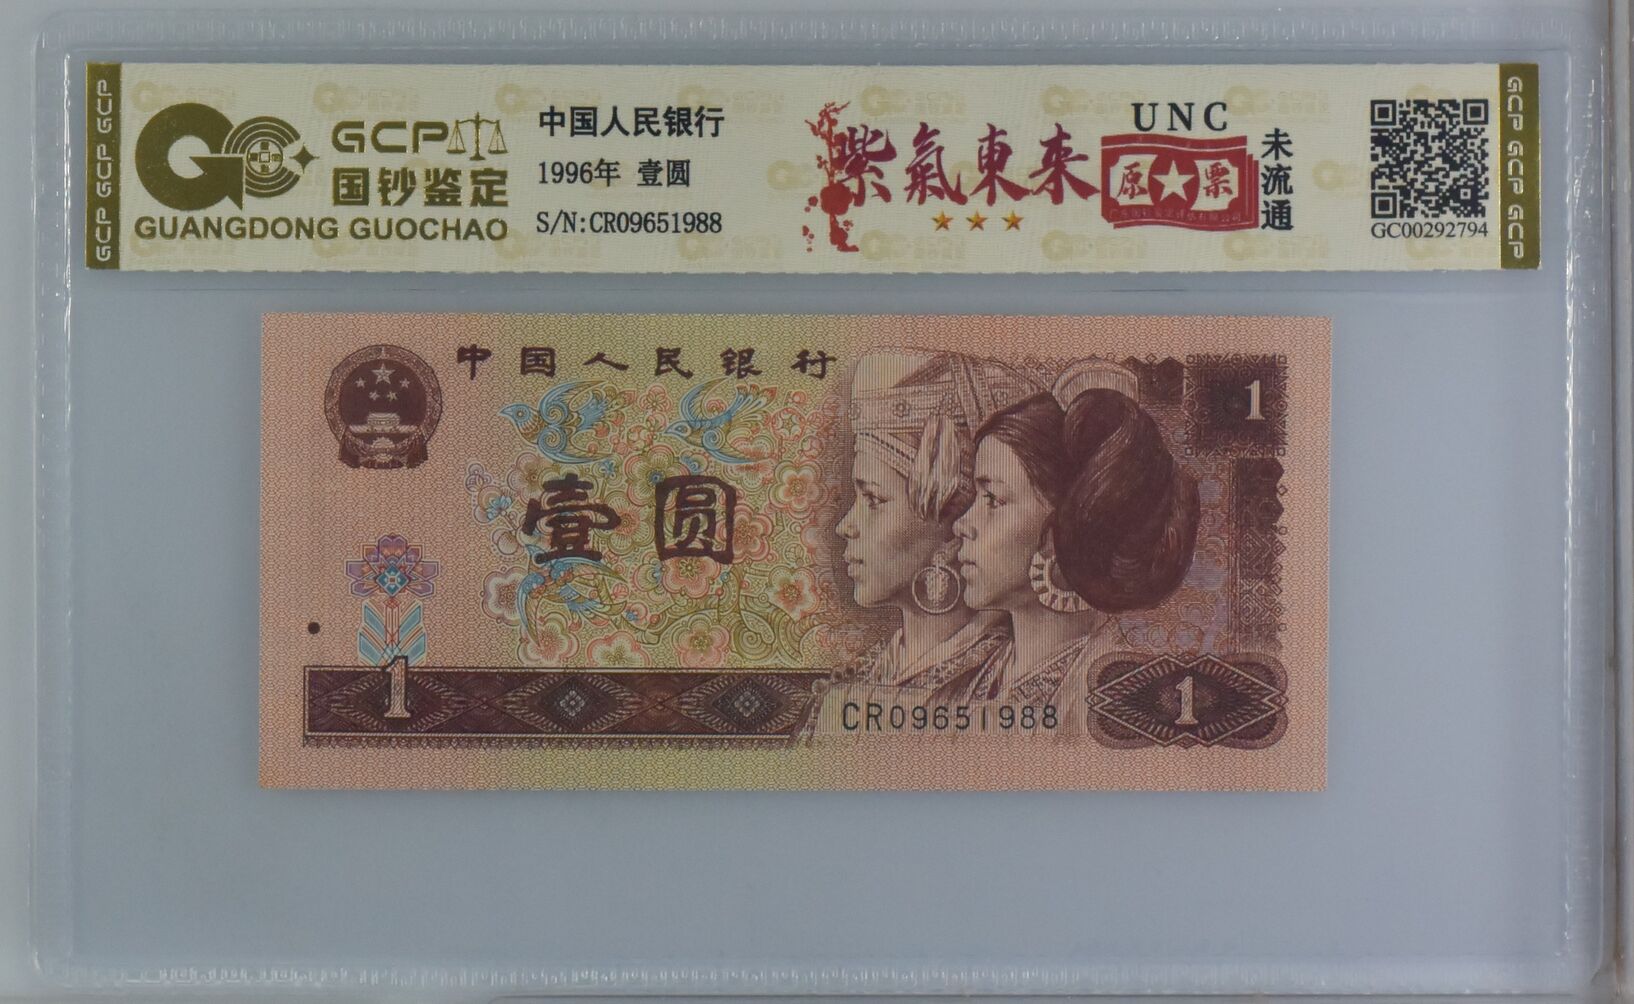 GCP
国钞鉴定
GUANGDONG GUOCHAO
中国人民银行
1996年 壹圆
S/N:CR09651988
紫氣東来
UNC
原★票
未流通
GC00292794
GCP GCP GCP
GCP GCP GCP
中国人民银行
1
壹圆
1
CR09651988
1